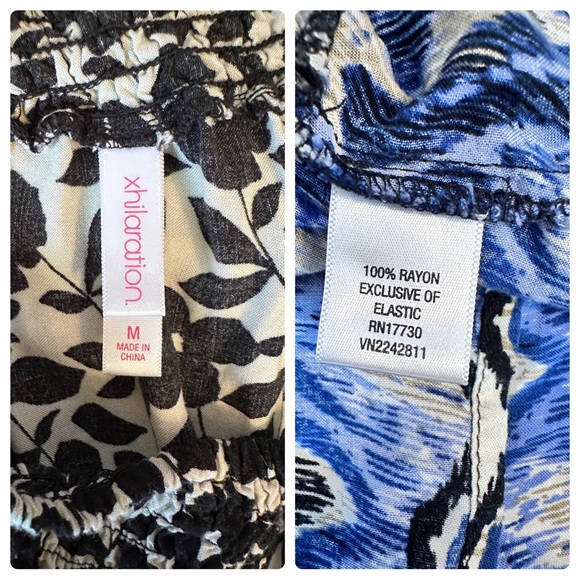 xhilaration.
M
MADE IN
CHINA
100% RAYON
EXCLUSIVE OF
ELASTIC
RN17730
VN2242811